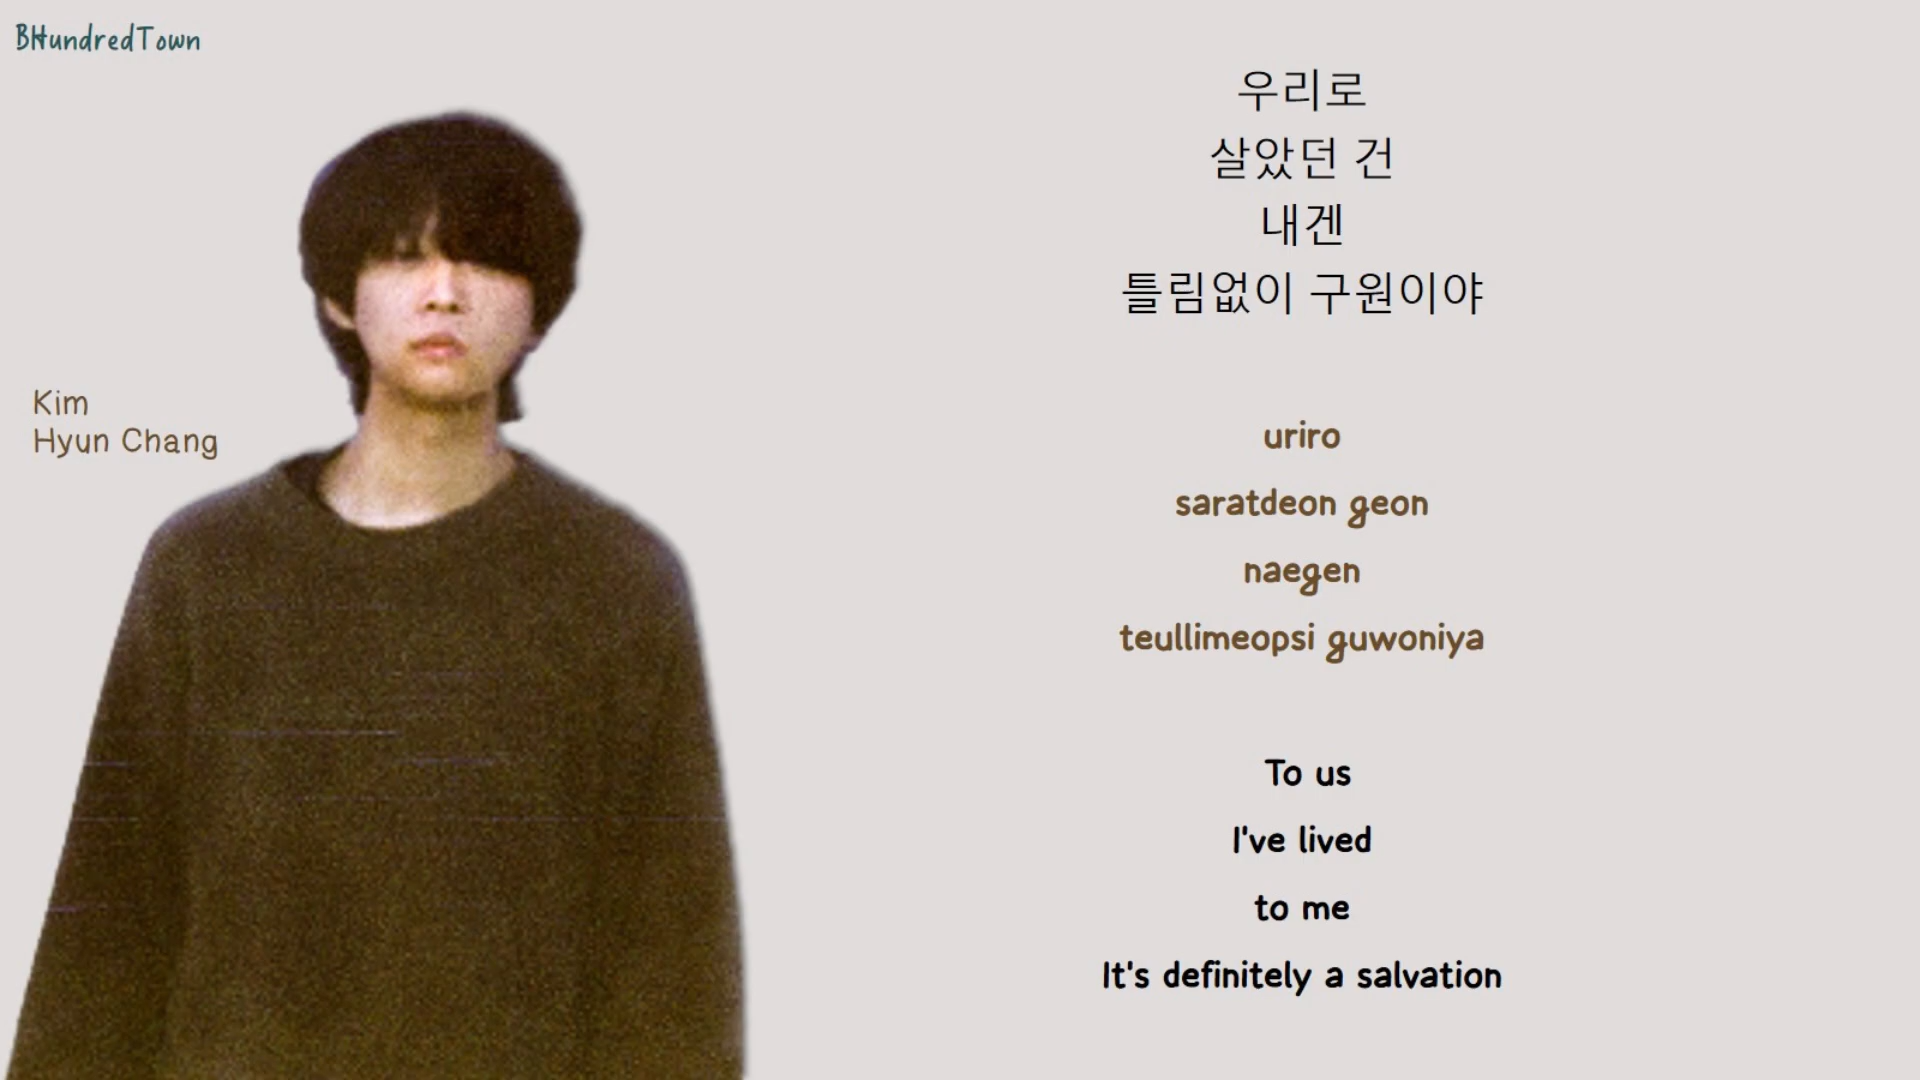 BHundredTown
Kim
Hyun Chang
우리로
살았던 건
내겐
틀림없이 구원이야
uriro
saratdeon geon
naegen
teullimeopsi guwoniya
To us
I've lived
to me
It's definitely a salvation